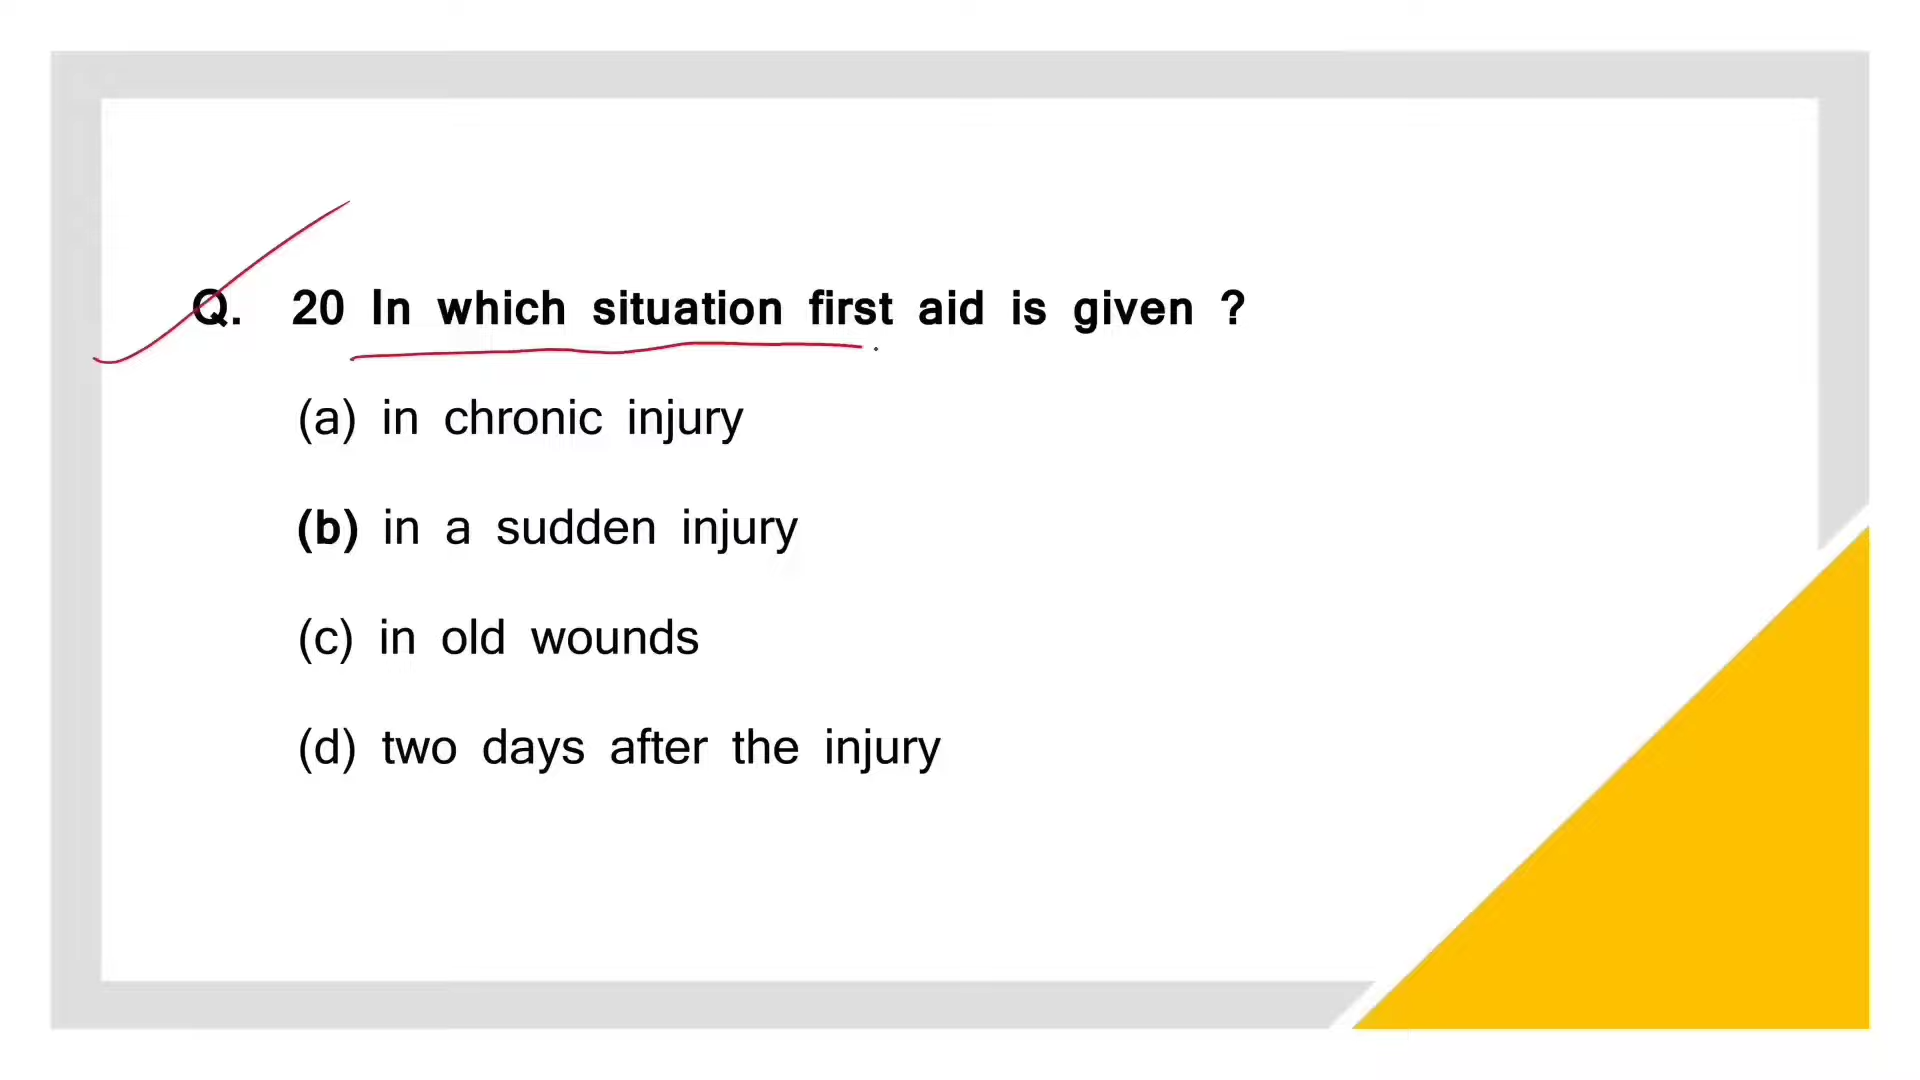 Q. 20 In which situation first aid is given ?
(a) in chronic injury
(b) in a sudden injury
(c) in old wounds
(d) two days after the injury